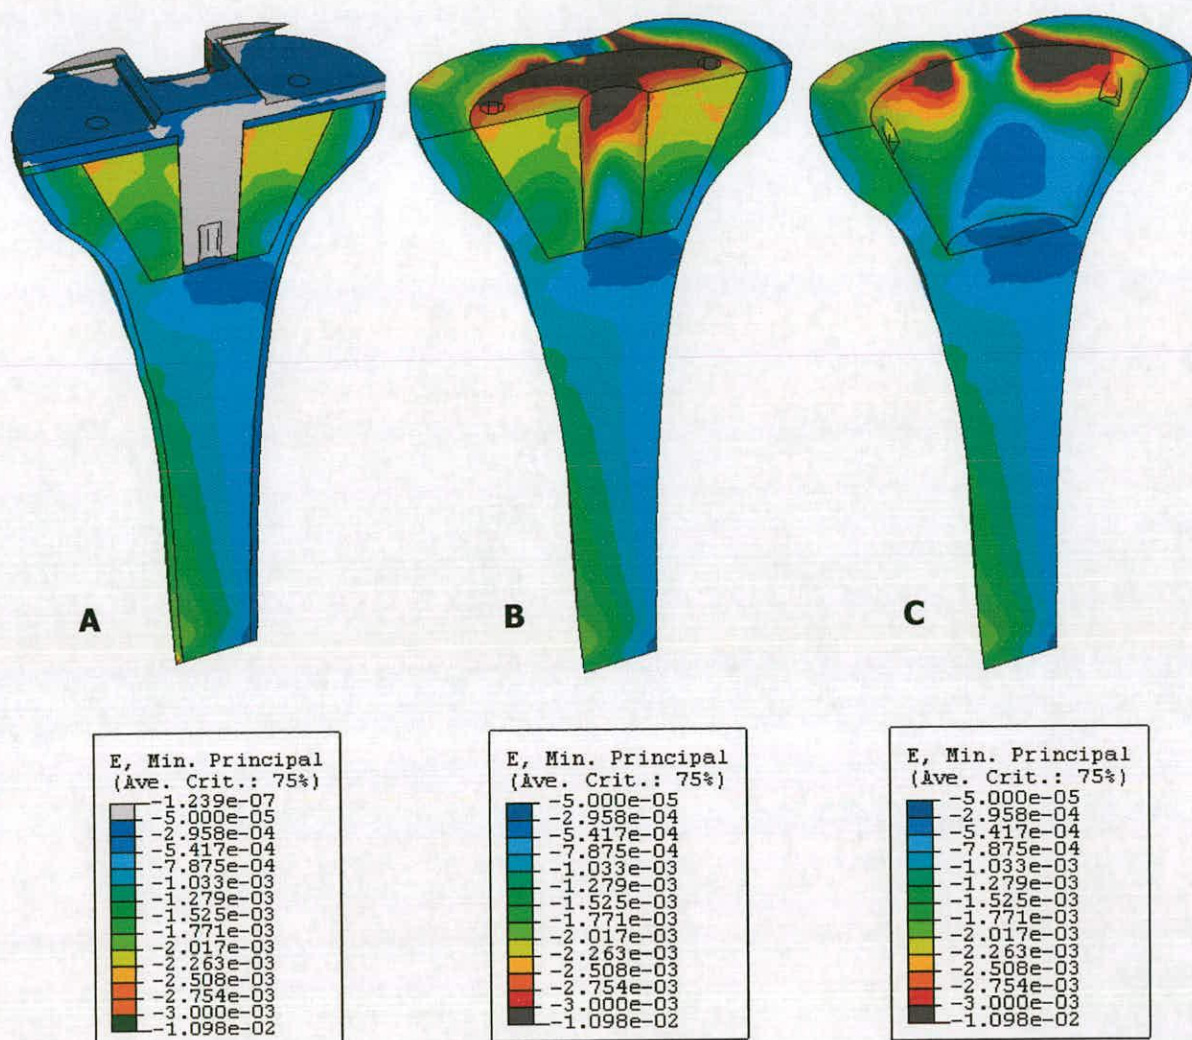 A
B
C
E, Min. Principal
(Ave. Crit.: 75%)
-1.239e-07
-5.000e-05
-2.958e-04
-5.417e-04
-7.875e-04
-1.033e-03
-1.279e-03
-1.525e-03
-1.771e-03
-2.017e-03
-2.263e-03
-2.508e-03
-2.754e-03
-3.000e-03
-1.098e-02
E, Min. Principal
(Ave. Crit.: 75%)
-5.000e-05
-2.958e-04
-5.417e-04
-7.875e-04
-1.033e-03
-1.279e-03
-1.525e-03
-1.771e-03
-2.017e-03
-2.263e-03
-2.508e-03
-2.754e-03
-3.000e-03
-1.098e-02
E, Min. Principal
(Ave. Crit.: 75%)
-5.000e-05
-2.958e-04
-5.417e-04
-7.875e-04
-1.033e-03
-1.279e-03
-1.525e-03
-1.771e-03
-2.017e-03
-2.263e-03
-2.508e-03
-2.754e-03
-3.000e-03
-1.098e-02